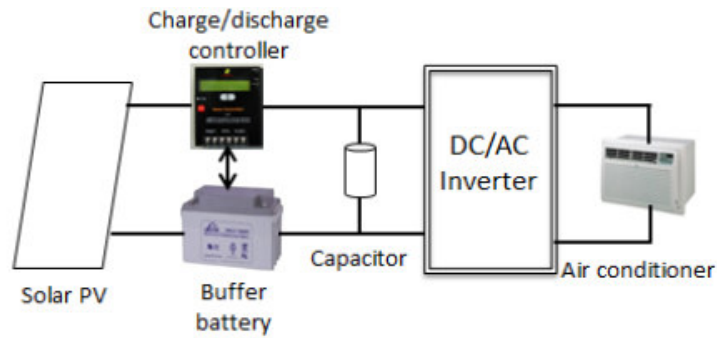 Charge/discharge
controller
DC/AC
Inverter
Capacitor
Air conditioner
Solar PV
Buffer
battery